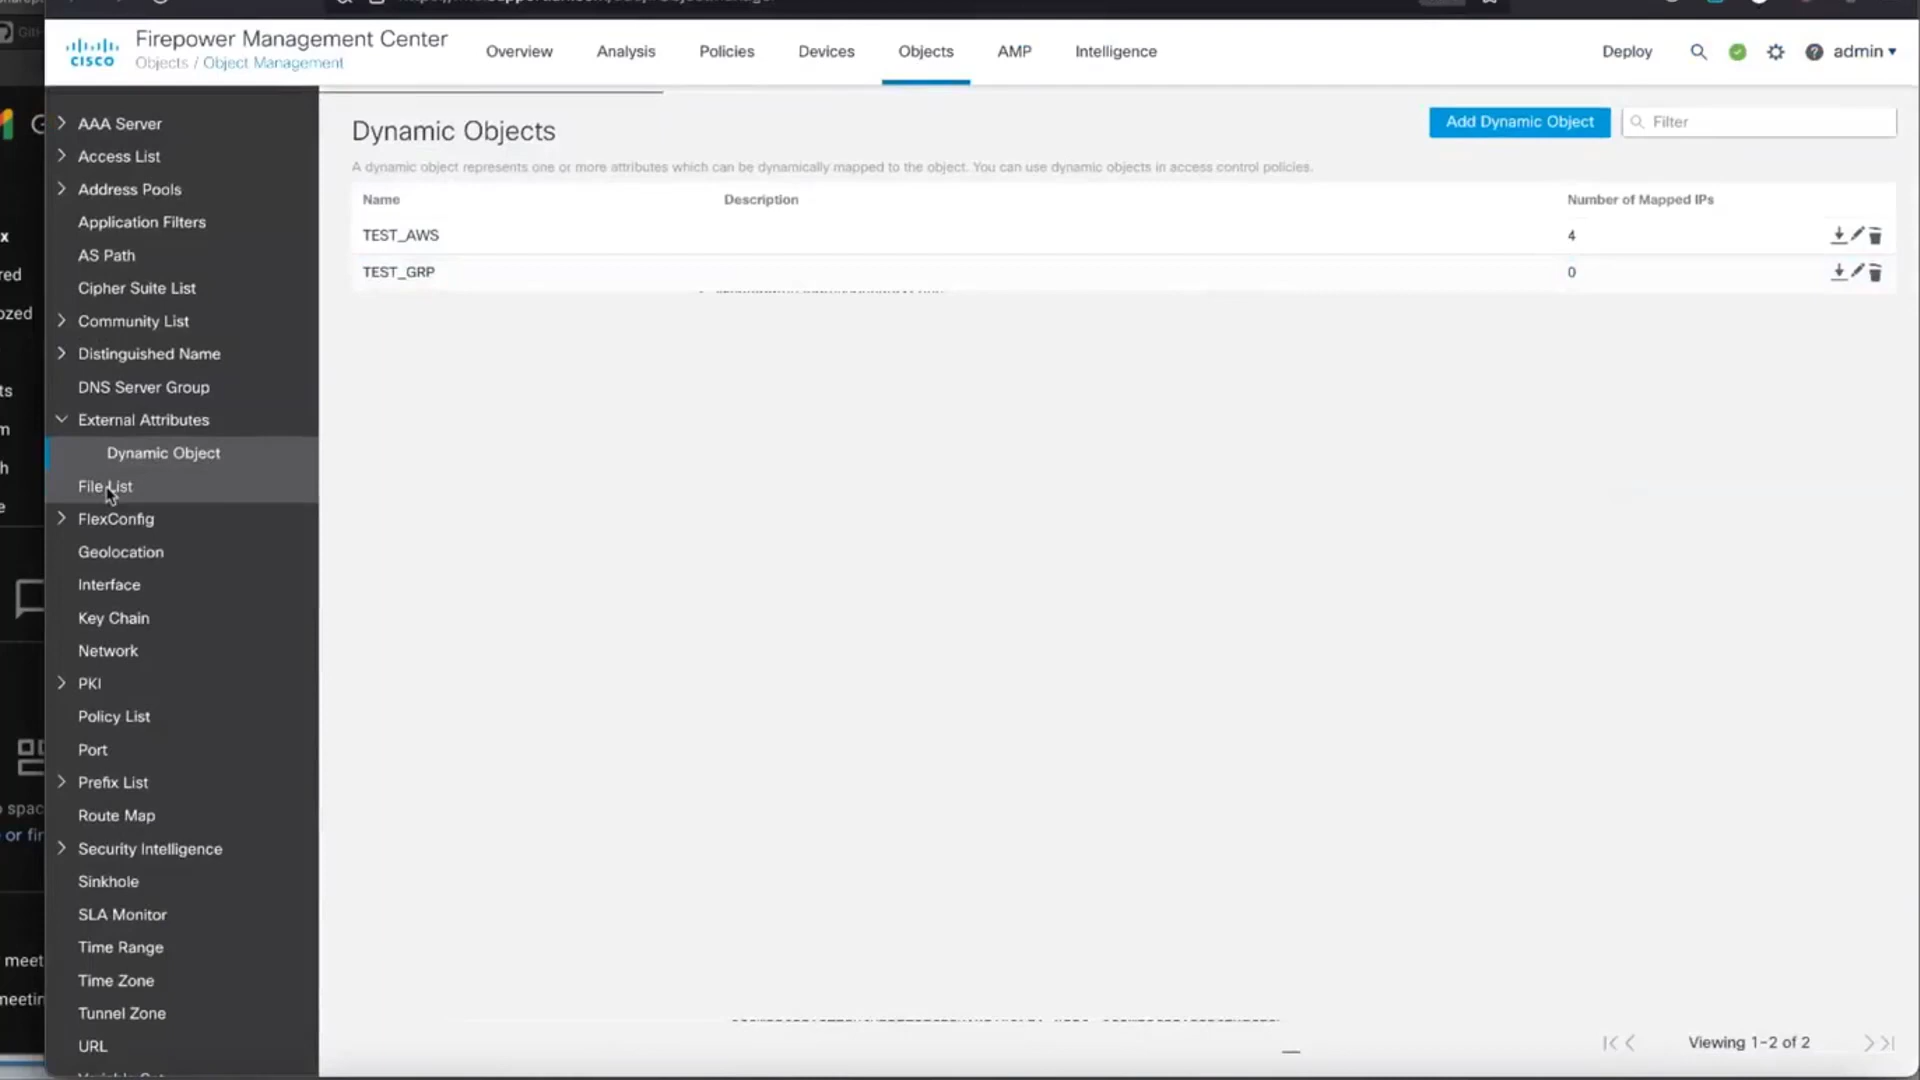 Firepower Management Center
CISCO
Objects / Object Management
Overview
Analysis
Policies
Devices
Objects
AMP
Intelligence
Deploy
admin
AAA Server
Access List
Address Pools
Application Filters
AS Path
Cipher Suite List
Community List
Distinguished Name
DNS Server Group
External Attributes
Dynamic Object
File List
FlexConfig
Geolocation
Interface
Key Chain
Network
PKI
Policy List
Port
Prefix List
Route Map
Security Intelligence
Sinkhole
SLA Monitor
Time Range
Time Zone
Tunnel Zone
URL
Dynamic Objects
Add Dynamic Object
Filter
A dynamic object represents one or more attributes which can be dynamically mapped to the object. You can use dynamic objects in access control policies.
Name Description Number of Mapped IPs
TEST_AWS 4
TEST_GRP 0
Viewing 1-2 of 2